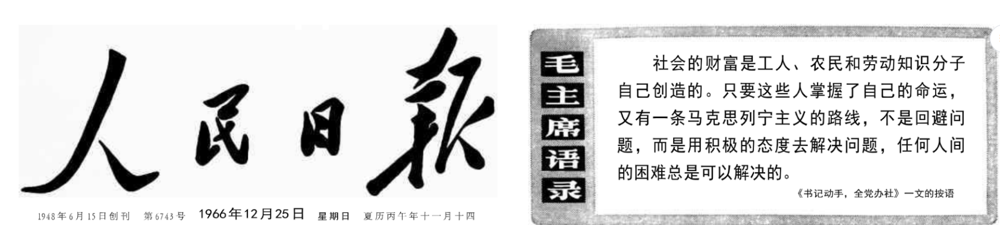 人民日报
1948年6月15日创刊 第6743号 1966年12月25日 星期日 夏历丙午年十一月十四
毛主席语录
社会的财富是工人、农民和劳动知识分子
自己创造的。只要这些人掌握了自己的命运，
又有一条马克思列宁主义的路线，不是回避问
题，而是用积极的态度去解决问题，任何人间
的困难总是可以解决的。
《书记动手，全党办社》一文的按语